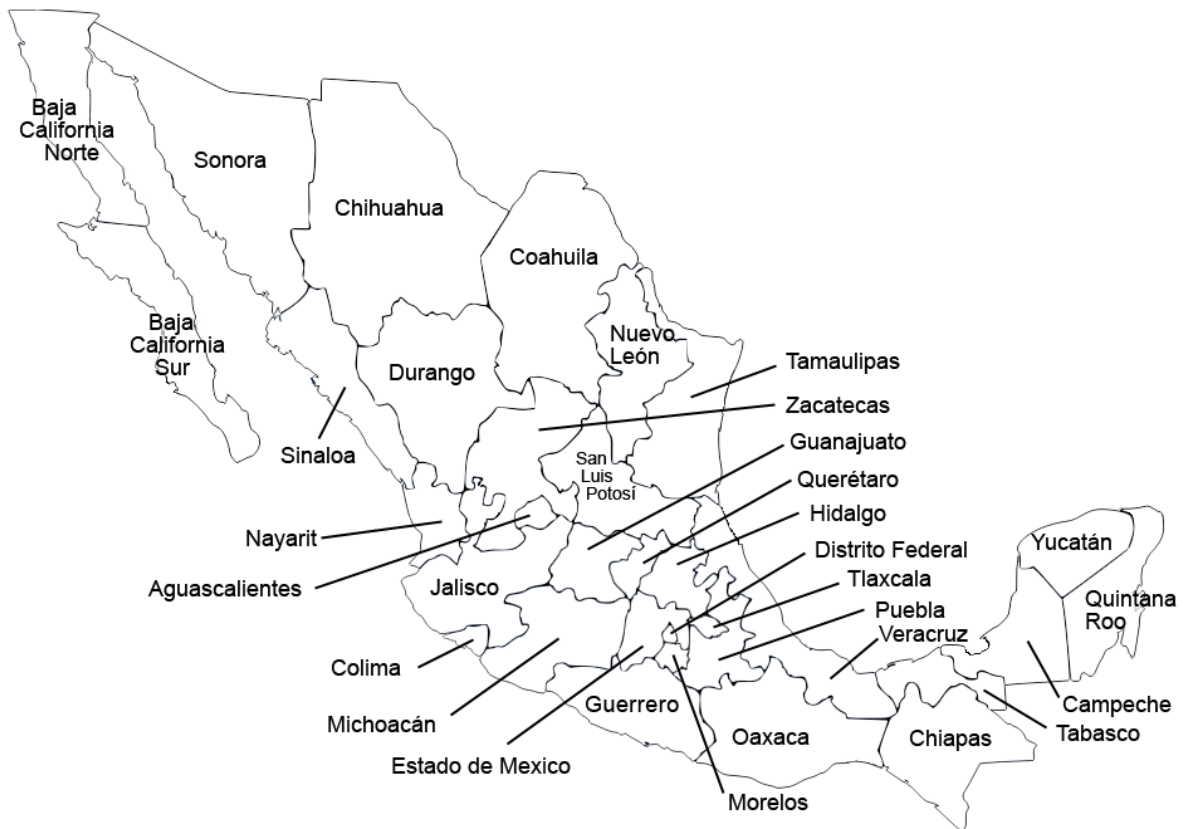 Baja
California
Norte
Sonora
Chihuahua
Coahuila
Baja
California
Sur
Nuevo
León
Durango
Tamaulipas
Zacatecas
Sinaloa
Guanajuato
San
Luis
Potosí
Querétaro
Hidalgo
Nayarit
Distrito Federal
Yucatán
Aguascalientes
Jalisco
Tlaxcala
Puebla
Quintana
Roo
Veracruz
Colima
Guerrero
Campeche
Michoacán
Oaxaca
Chiapas
Tabasco
Estado de Mexico
Morelos